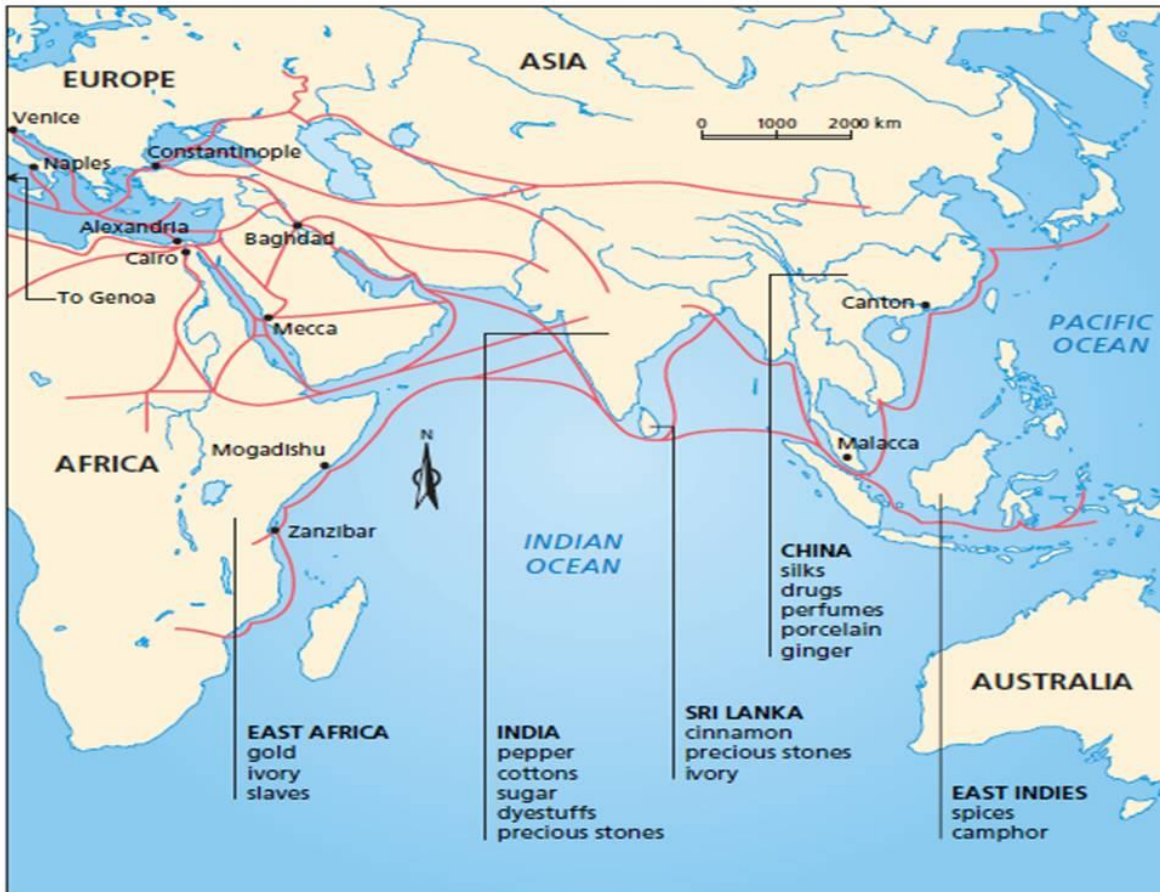 EUROPE
ASIA
Venice
0 1000 2000 km
Naples
Constantinople
Alexandria
Baghdad
Cairo
To Genoa
Mecca
Canton
PACIFIC
OCEAN
Mogadishu
N
Malacca
AFRICA
Zanzibar
INDIAN
OCEAN
CHINA
silks
drugs
perfumes
porcelain
ginger
AUSTRALIA
EAST AFRICA
gold
ivory
slaves
INDIA
pepper
cottons
sugar
dyestuffs
precious stones
SRI LANKA
cinnamon
precious stones
ivory
EAST INDIES
spices
camphor